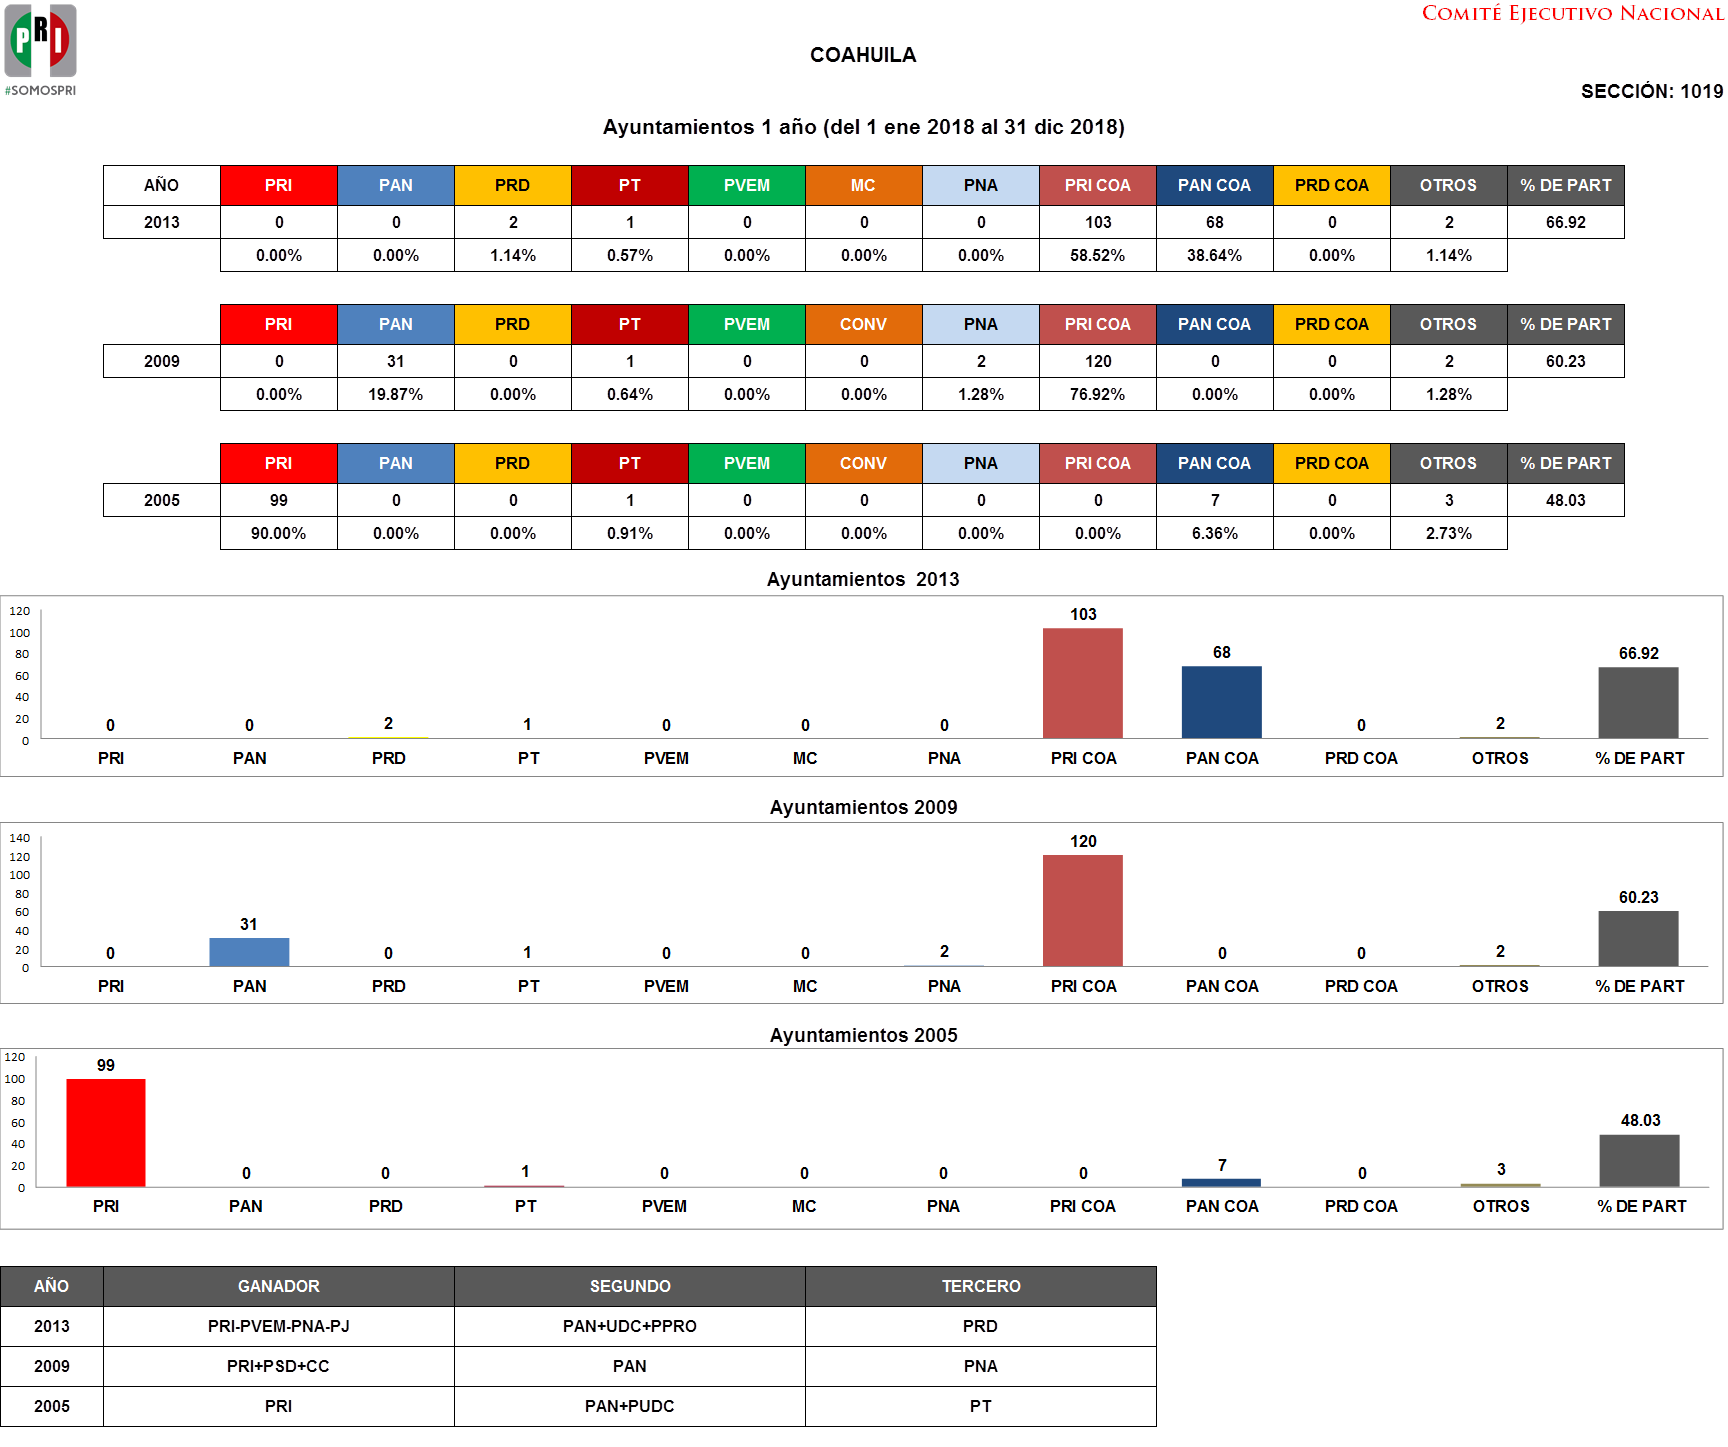 PRI
#SOMOSPRI
COMITÉ EJECUTIVO NACIONAL
COAHUILA
SECCIÓN: 1019
Ayuntamientos 1 año (del 1 ene 2018 al 31 dic 2018)
AÑO PRI PAN PRD PT PVEM MC PNA PRI COA PAN COA PRD COA OTROS % DE PART
2013 0 0 2 1 0 0 0 103 68 0 2 66.92
0.00% 0.00% 1.14% 0.57% 0.00% 0.00% 0.00% 58.52% 38.64% 0.00% 1.14%
PRI PAN PRD PT PVEM CONV PNA PRI COA PAN COA PRD COA OTROS % DE PART
2009 0 31 0 1 0 0 2 120 0 0 2 60.23
0.00% 19.87% 0.00% 0.64% 0.00% 0.00% 1.28% 76.92% 0.00% 0.00% 1.28%
PRI PAN PRD PT PVEM CONV PNA PRI COA PAN COA PRD COA OTROS % DE PART
2005 99 0 0 1 0 0 0 0 7 0 3 48.03
90.00% 0.00% 0.00% 0.91% 0.00% 0.00% 0.00% 0.00% 6.36% 0.00% 2.73%
Ayuntamientos 2013
120
100
80
60
40
20
0
0 0 2 1 0 0 0 103 68 0 2 66.92
PRI PAN PRD PT PVEM MC PNA PRI COA PAN COA PRD COA OTROS % DE PART
Ayuntamientos 2009
140
120
100
80
60
40
20
0
0 31 0 1 0 0 2 120 0 0 2 60.23
PRI PAN PRD PT PVEM MC PNA PRI COA PAN COA PRD COA OTROS % DE PART
Ayuntamientos 2005
120
100
80
60
40
20
0
99 0 0 1 0 0 0 0 7 0 3 48.03
PRI PAN PRD PT PVEM MC PNA PRI COA PAN COA PRD COA OTROS % DE PART
AÑO GANADOR SEGUNDO TERCERO
2013 PRI-PVEM-PNA-PJ PAN+UDC+PPRO PRD
2009 PRI+PSD+CC PAN PNA
2005 PRI PAN+PUDC PT